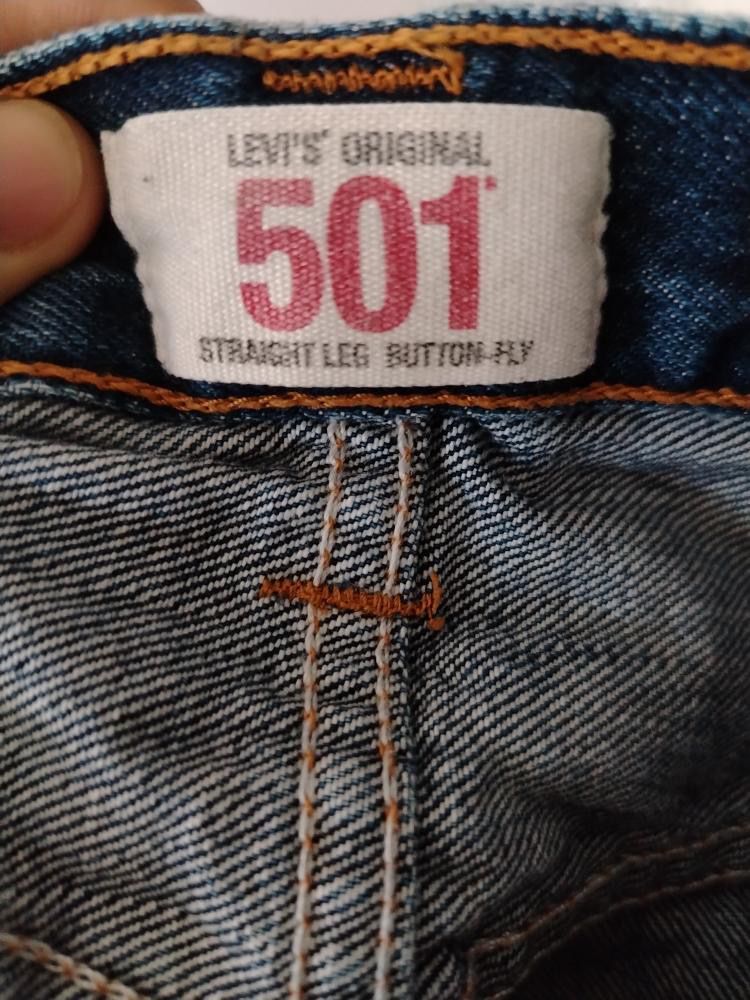 LEVI'S® ORIGINAL
501®
STRAIGHT LEG BUTTON-FLY